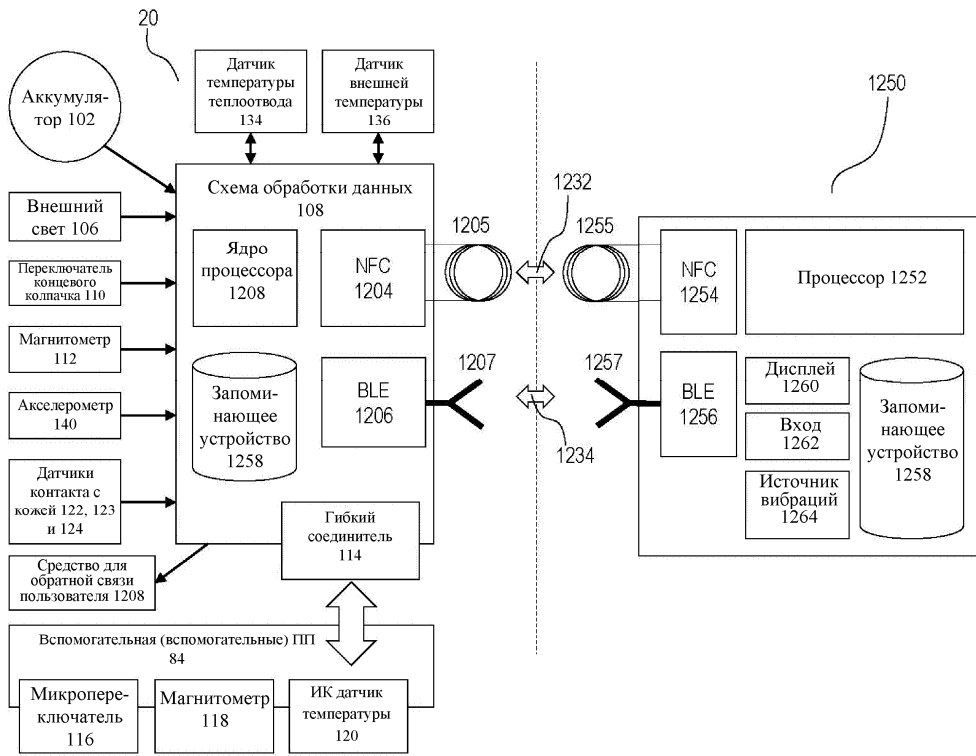 20
Датчик
температуры
теплоотвода
134
Датчик
внешней
температуры
136
Аккумуля-
тор 102
1250
Схема обработки данных
108
Внешний
свет 106
Ядро
процессора
1208
NFC
1204
1205
1232
1255
NFC
1254
Процессор 1252
Переключатель
концевого
колпачка 110
Магнитометр
112
Запоми-
нающее
устройство
1258
BLE
1206
1207
1234
1257
BLE
1256
Дисплей
1260
Вход
1262
Источник
вибраций
1264
Запоми-
нающее
устройство
1258
Акселерометр
140
Датчики
контакта с
кожей 122, 123
и 124
Гибкий
соединитель
114
Средство для
обратной связи
пользователя 1208
Вспомогательная (вспомогательные) ПП
84
Микропере-
ключатель
116
Магнитометр
118
ИК датчик
температуры
120